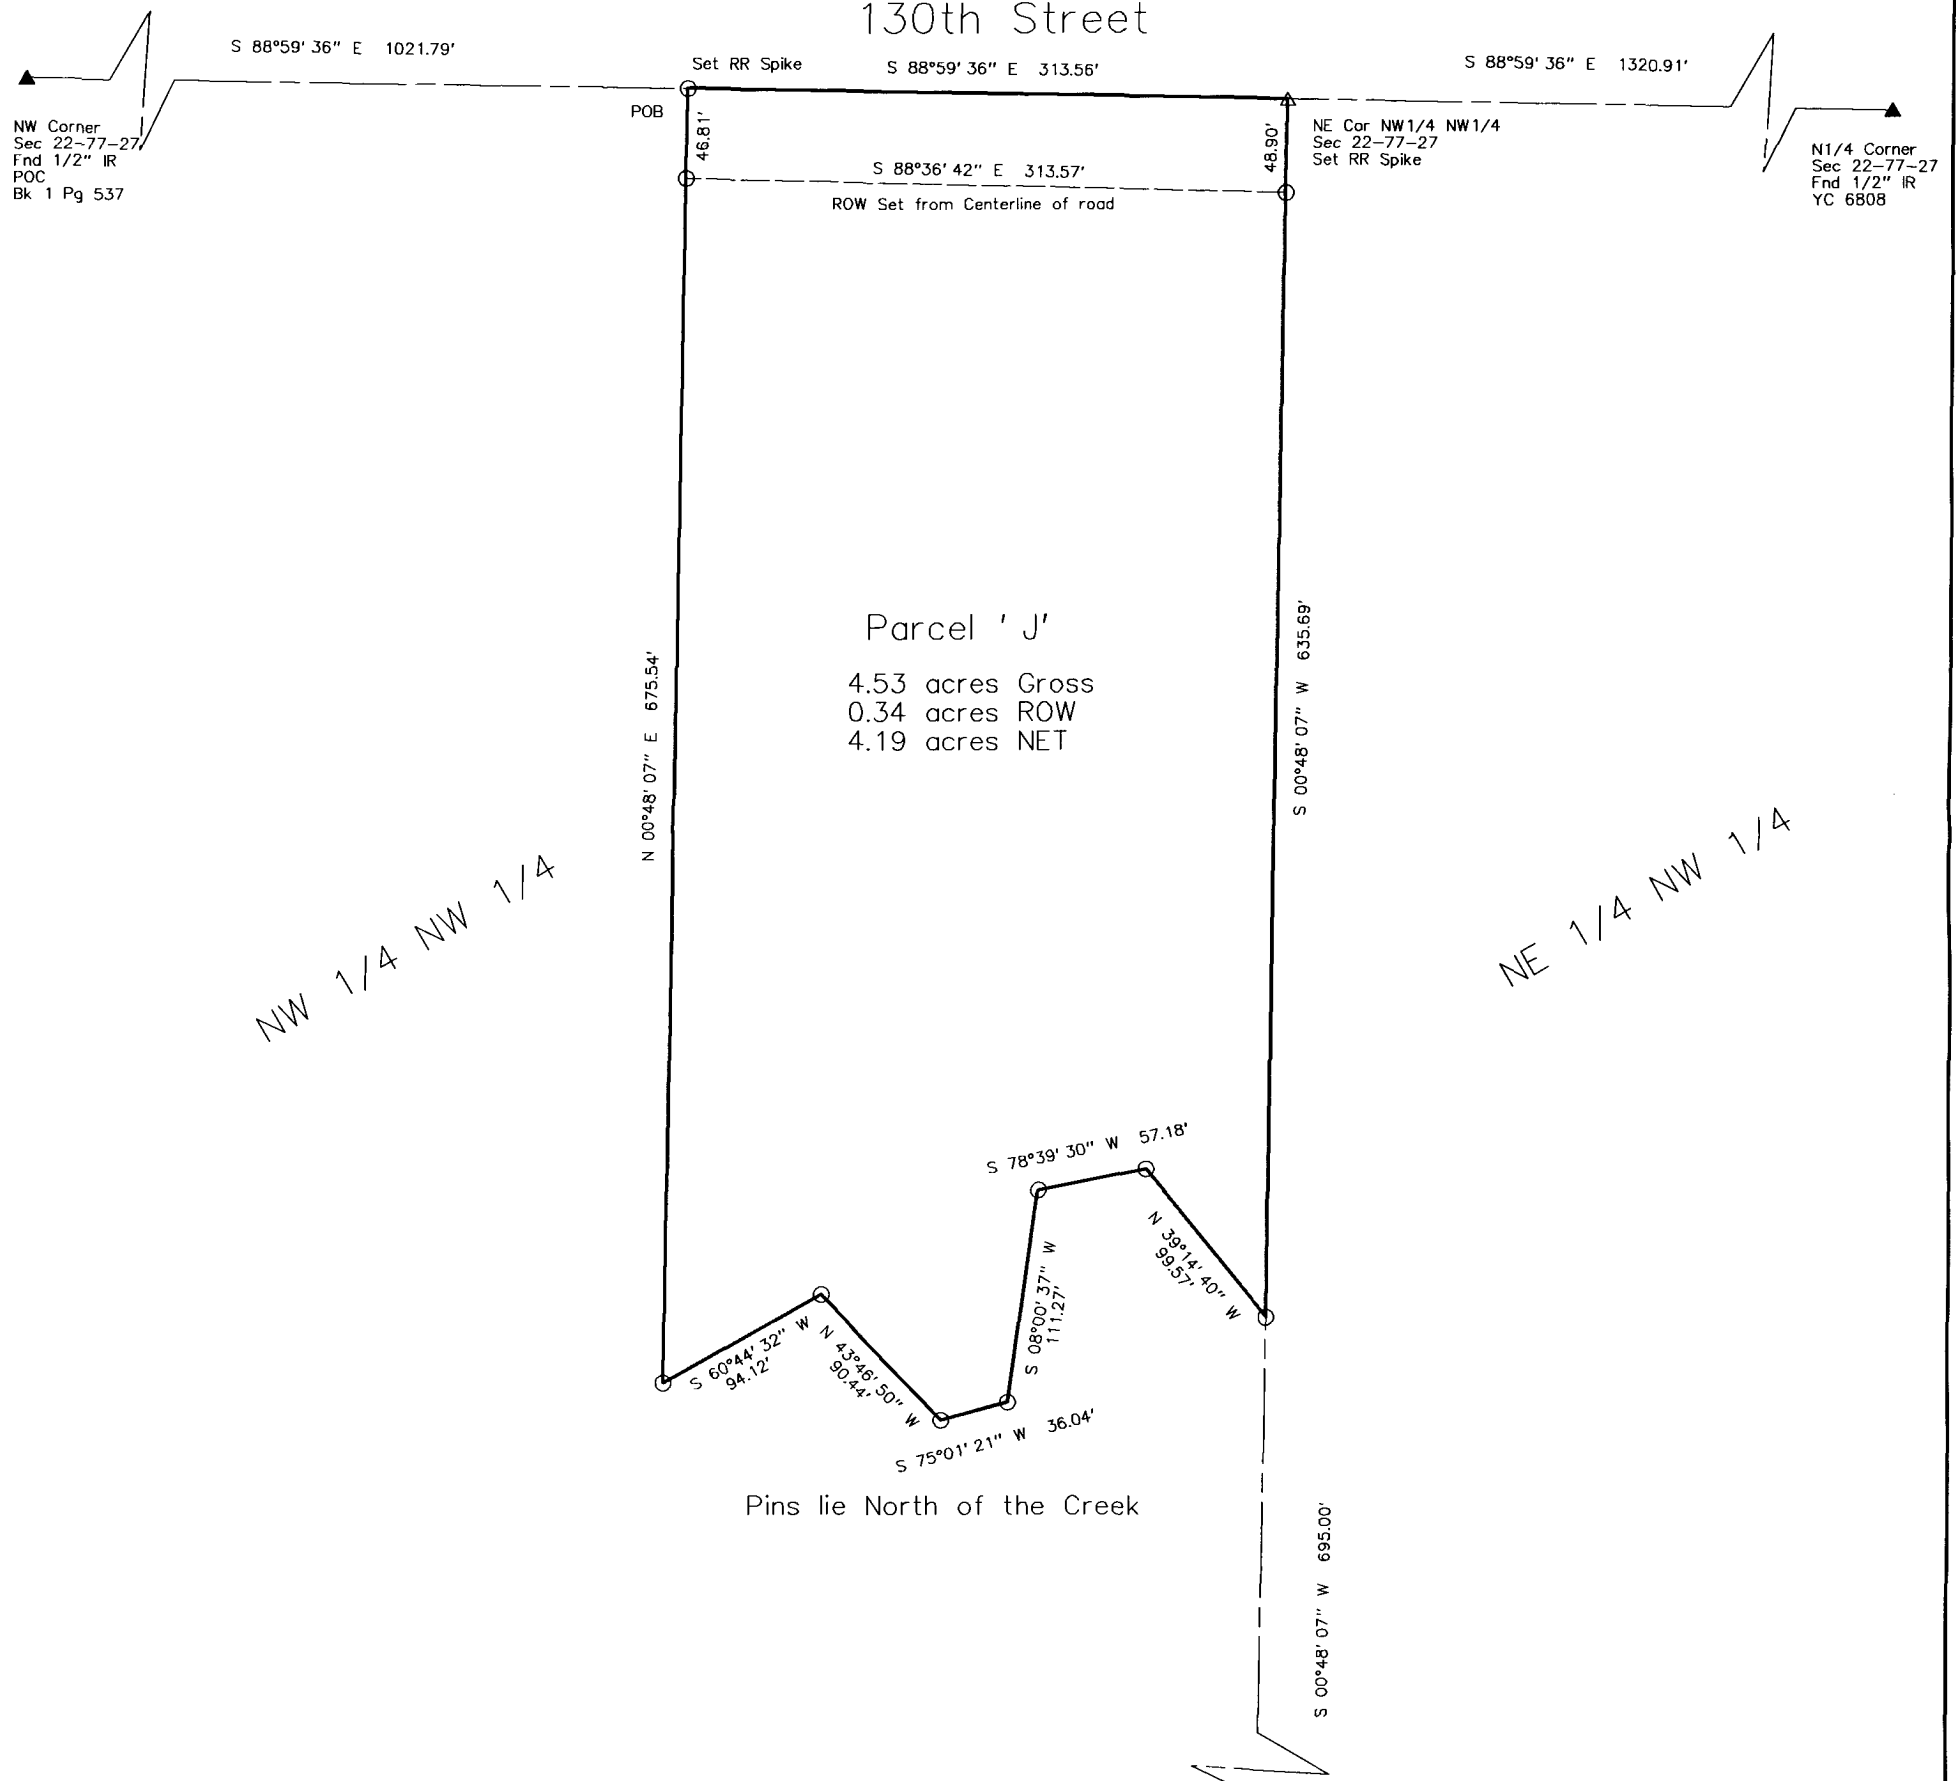 130th Street
S 88°59'36" E 1021.79'
Set RR Spike
S 88°59'36" E 313.56'
S 88°59'36" E 1320.91'
POB
NW Corner
Sec 22-77-27
Fnd 1/2" IR
POC
Bk 1 Pg 537
46.81'
48.90'
NE Cor NW1/4 NW1/4
Sec 22-77-27
Set RR Spike
N1/4 Corner
Sec 22-77-27
Fnd 1/2" IR
YC 6808
S 88°36'42" E 313.57'
ROW Set from Centerline of road
Parcel 'J'
4.53 acres Gross
0.34 acres ROW
4.19 acres NET
N 00°48'07" E 675.54'
S 00°48'07" W 635.69'
NW 1/4 NW 1/4
NE 1/4 NW 1/4
S 78°39'30" W 57.18'
N 39°14'40" W
99.57'
S 08°00'37" W
111.27'
S 60°44'32" W
94.12'
N 43°46'50" W
90.44'
S 75°01'21" W 36.04'
Pins lie North of the Creek
S 00°48'07" W 695.00'